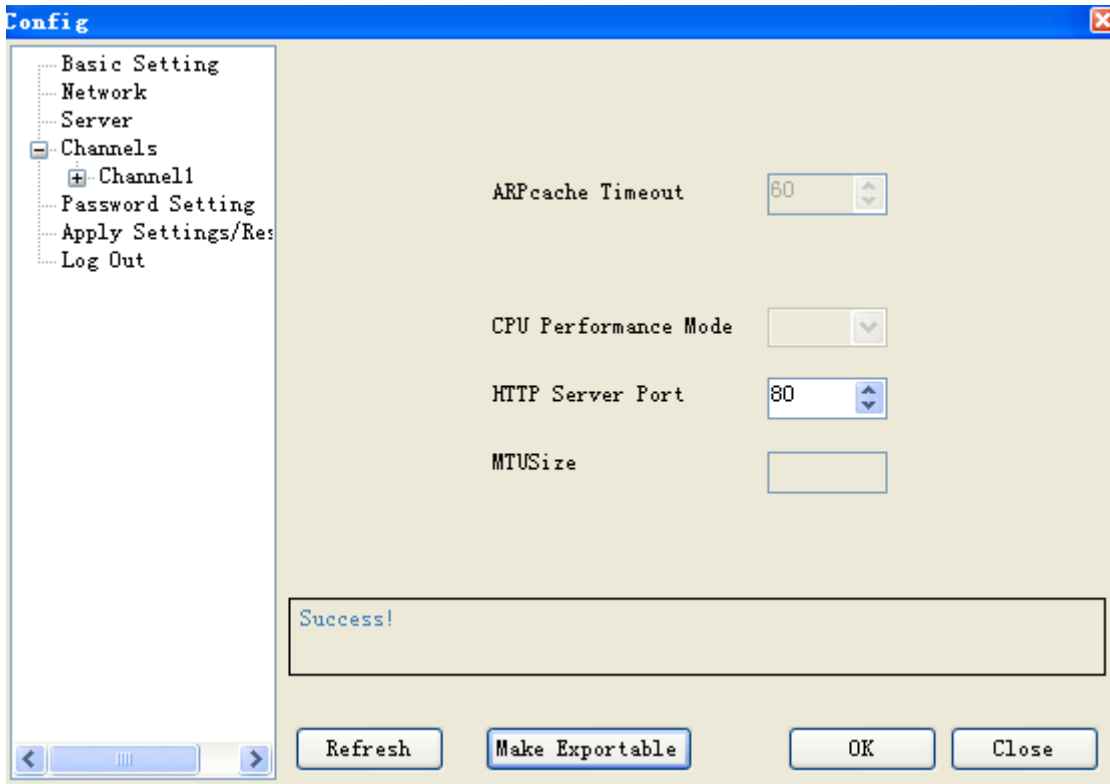 Config
Basic Setting
Network
Server
Channels
Channel1
Password Setting
Apply Settings/Res
Log Out
ARPcache Timeout 60
CPU Performance Mode
HTTP Server Port 80
MTUSize
Success!
Refresh Make Exportable OK Close